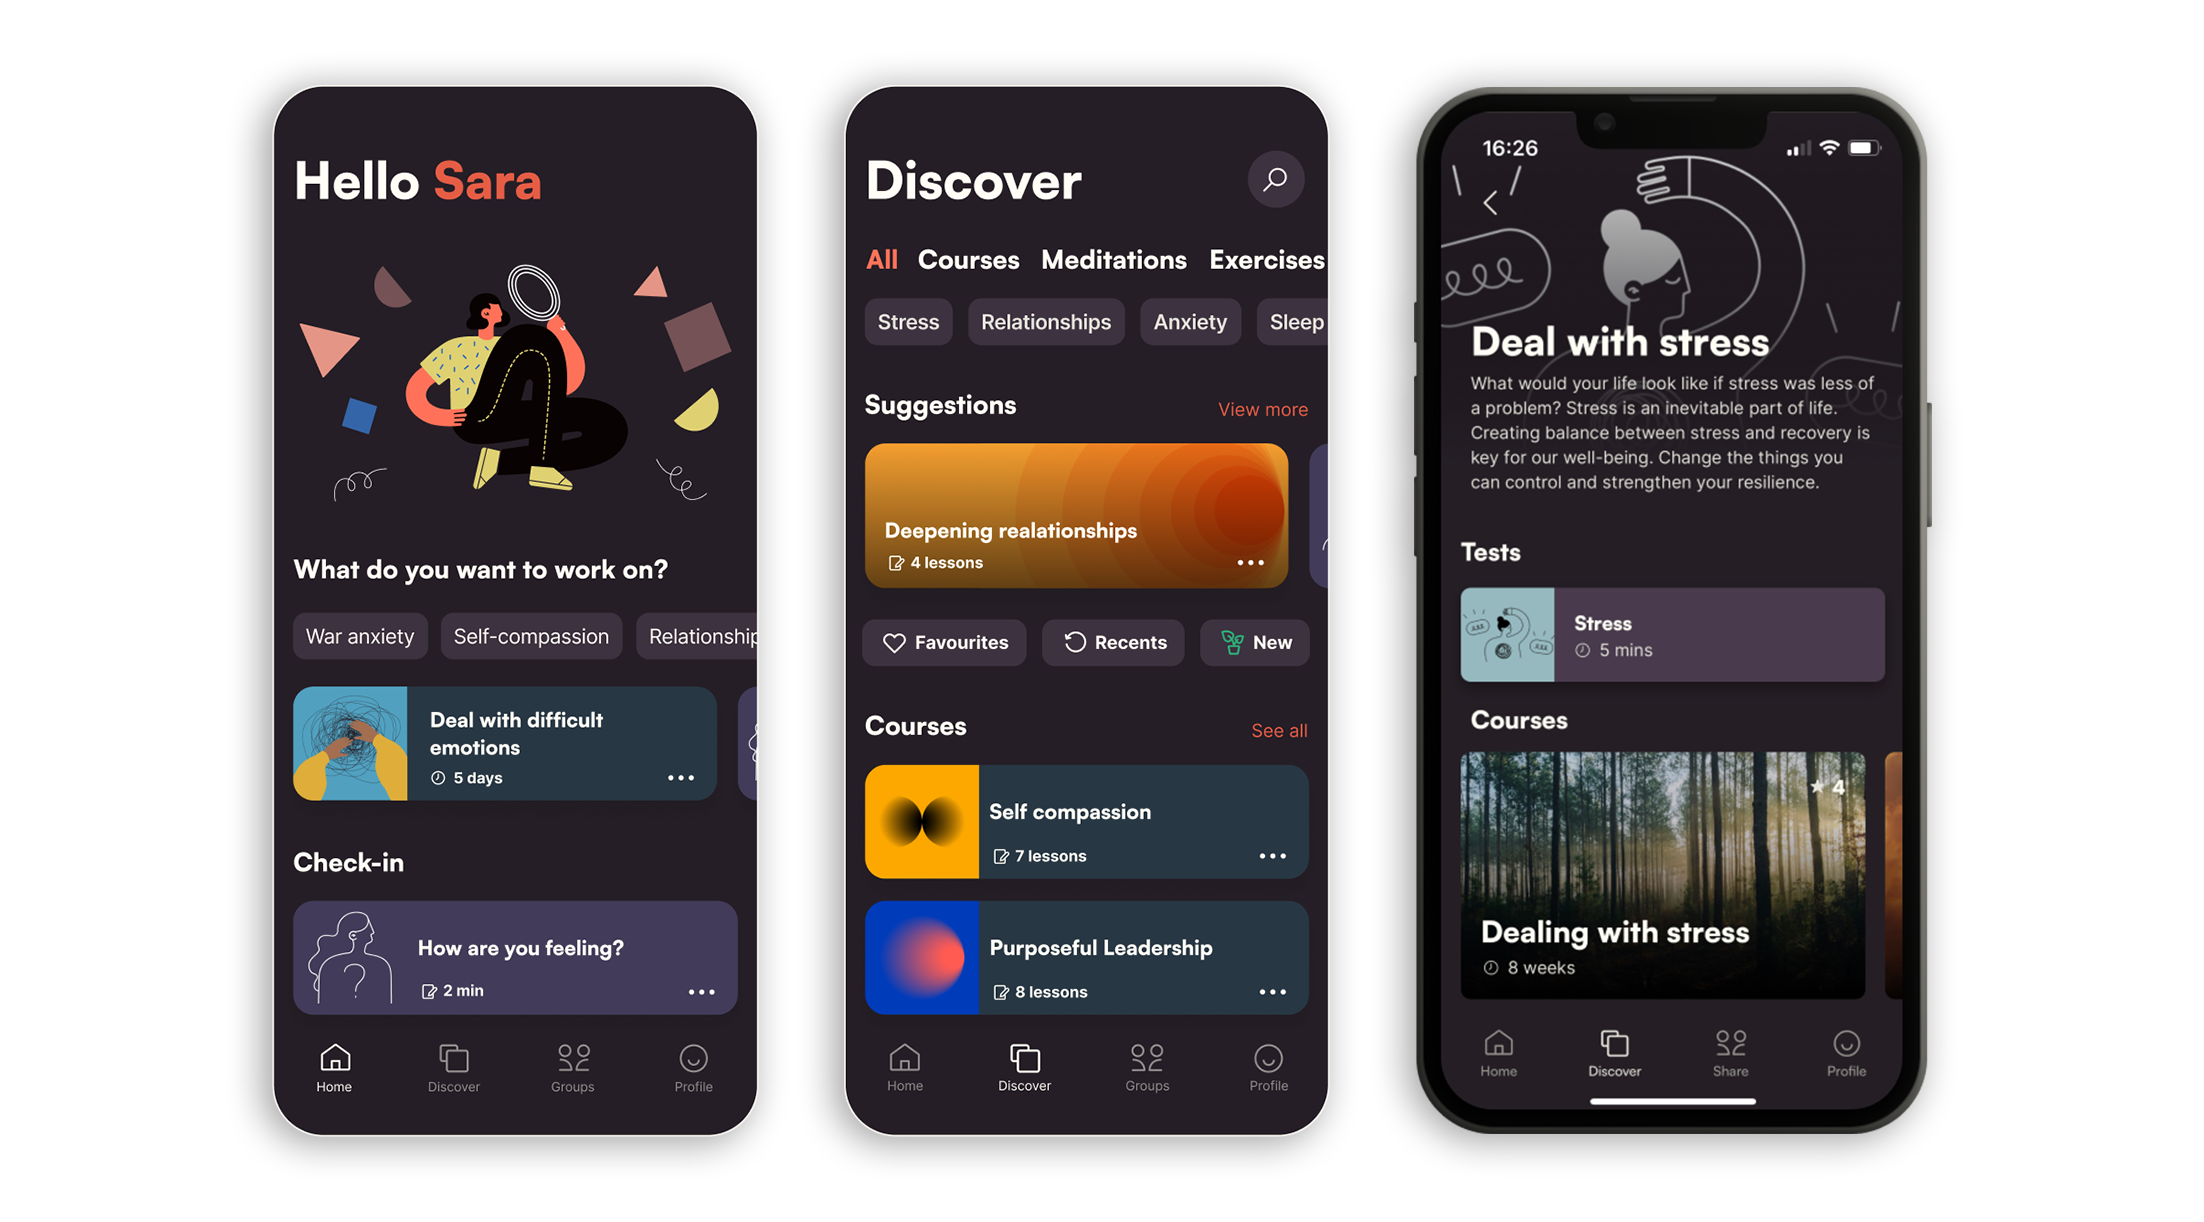 Hello Sara
What do you want to work on?
War anxiety
Self-compassion
Relationship
Deal with difficult
emotions
5 days
Check-in
How are you feeling?
2 min
Home
Discover
Groups
Profile
Discover
All Courses Meditations Exercises
Stress
Relationships
Anxiety
Sleep
Suggestions
View more
Deepening realationships
4 lessons
Favourites
Recents
New
Courses
See all
Self compassion
7 lessons
Purposeful Leadership
8 lessons
Home
Discover
Groups
Profile
16:26
Deal with stress
What would your life look like if stress was less of
a problem? Stress is an inevitable part of life.
Creating balance between stress and recovery is
key for our well-being. Change the things you
can control and strengthen your resilience.
Tests
Stress
5 mins
Courses
4
Dealing with stress
8 weeks
Home
Discover
Share
Profile